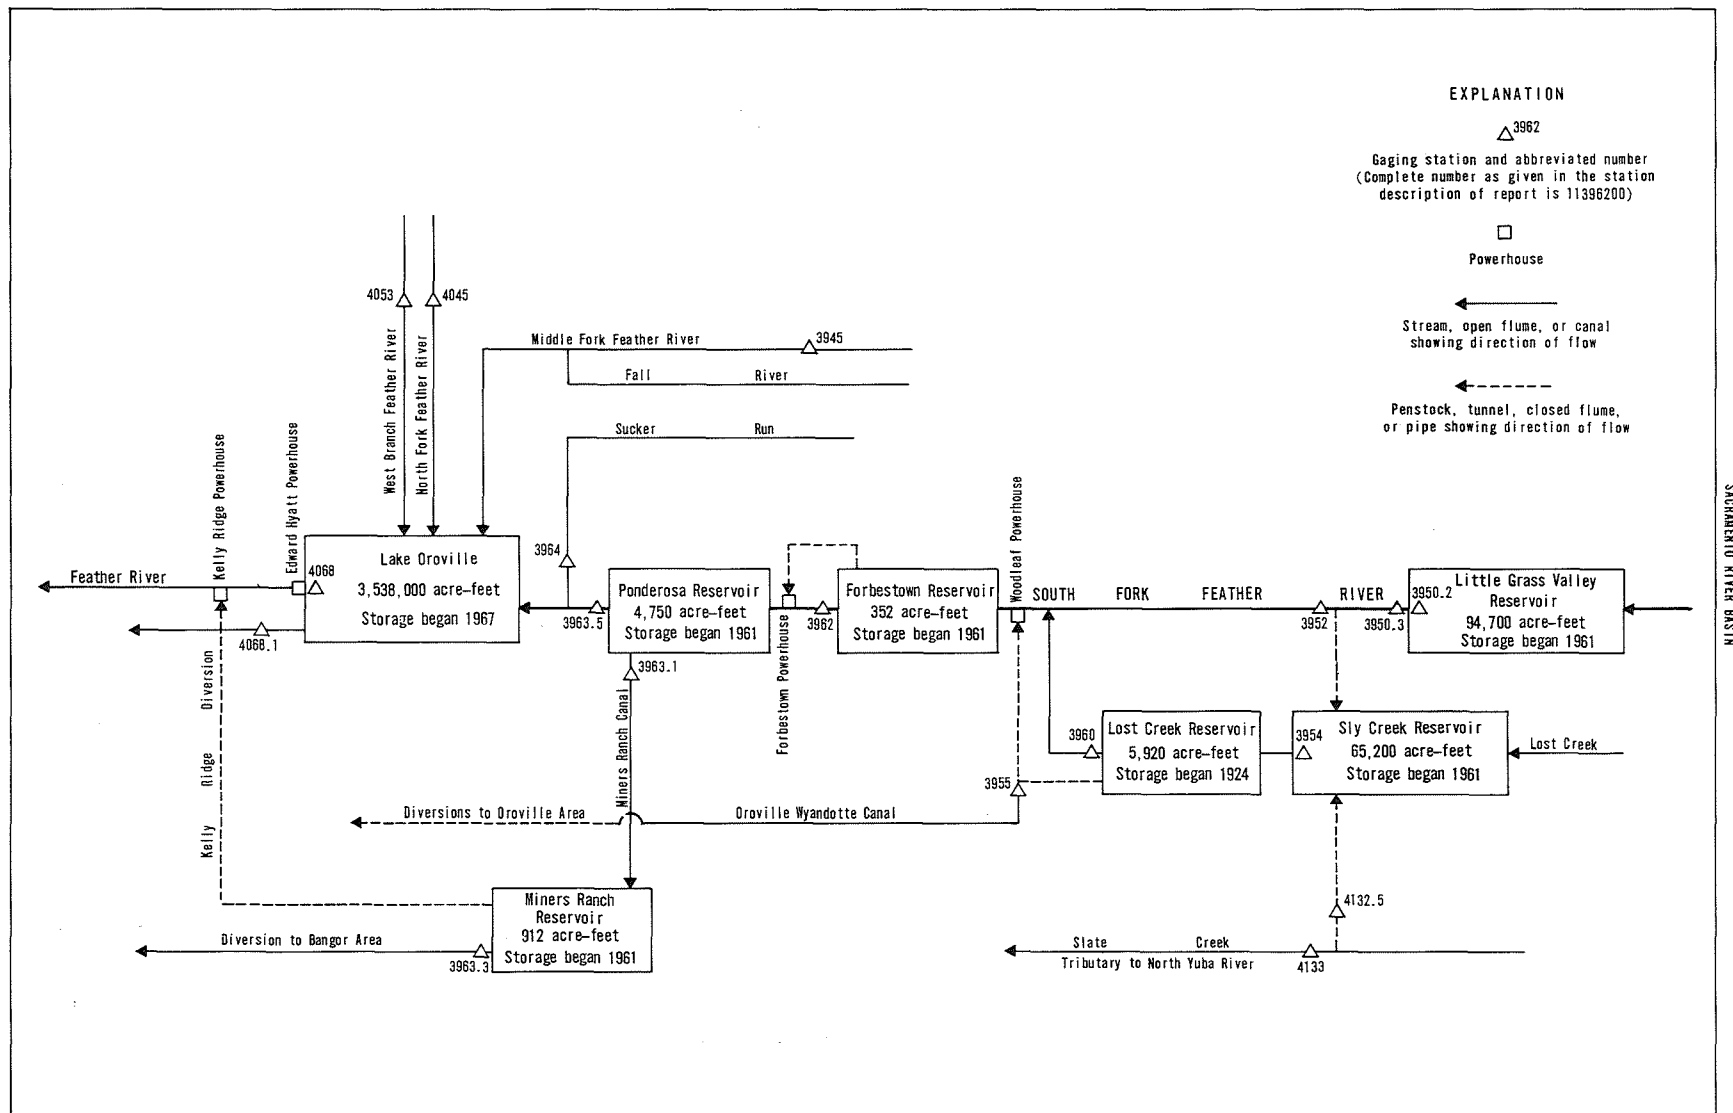 EXPLANATION
3962
Gaging station and abbreviated number
(Complete number as given in the station
description of report is 11396200)
Powerhouse
Stream, open flume, or canal
showing direction of flow
Penstock, tunnel, closed flume,
or pipe showing direction of flow
SACRAMENTO RIVER BASIN
4053
4045
West Branch Feather River
North Fork Feather River
Middle Fork Feather River
3945
Fall River
Sucker Run
Kelly Ridge Powerhouse
Edward Hyatt Powerhouse
Feather River
4068
Lake Oroville
3,538,000 acre-feet
Storage began 1967
4068.1
3964
3963.5
Ponderosa Reservoir
4,750 acre-feet
Storage began 1961
3963.1
Miners Ranch Canal
Forbestown Powerhouse
3962
Forbestown Reservoir
352 acre-feet
Storage began 1961
Woodleaf Powerhouse
SOUTH FORK FEATHER RIVER
3952
3950.3
3950.2
Little Grass Valley
Reservoir
94,700 acre-feet
Storage began 1961
3960
Lost Creek Reservoir
5,920 acre-feet
Storage began 1924
3954
Sly Creek Reservoir
65,200 acre-feet
Storage began 1961
Lost Creek
3955
Diversions to Oroville Area
Oroville Wyandotte Canal
Kelly Ridge Diversion
Miners Ranch
Reservoir
912 acre-feet
Storage began 1961
Diversion to Bangor Area
3963.3
4132.5
Slate Creek
Tributary to North Yuba River
4133